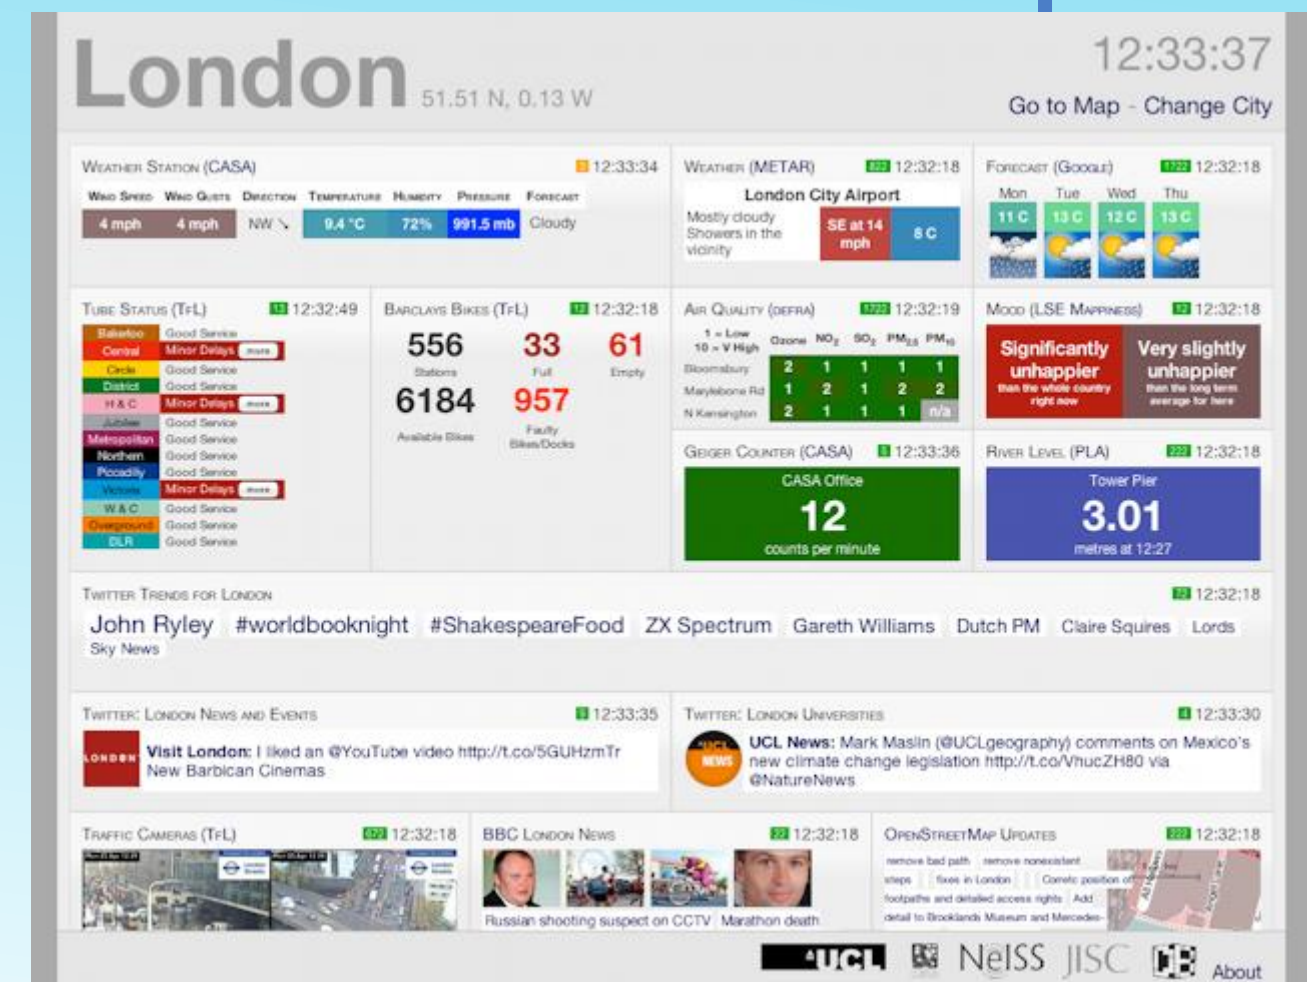 London 51.51 N, 0.13 W
12:33:37
Go to Map - Change City
Weather Station (CASA) 12:33:34
Wind Speed Wind Gusts Direction Temperature Humidity Pressure Forecast
4 mph 4 mph NW ↘ 9.4 °C 72% 991.5 mb Cloudy
Weather (METAR) 822 12:32:18
London City Airport
Mostly cloudy
Showers in the
vicinity
SE at 14
mph
8 C
Forecast (Google) 1722 12:32:18
Mon Tue Wed Thu
11 C 13 C 12 C 13 C
Tube Status (TfL) 13 12:32:49
Bakerloo Good Service
Central Minor Delays more
Circle Good Service
District Good Service
H & C Minor Delays more
Jubilee Good Service
Metropolitan Good Service
Northern Good Service
Piccadilly Good Service
Victoria Minor Delays more
W & C Good Service
Overground Good Service
DLR Good Service
Barclays Bikes (TfL) 12 12:32:18
556 33 61
Stations Full Empty
6184 957
Available Bikes Faulty
Bikes/Docks
Air Quality (DEFRA) 1722 12:32:19
1 = Low
10 = V High
Ozone NO2 SO2 PM2.5 PM10
Bloomsbury 2 1 1 1 1
Marylebone Rd 1 2 1 2 2
N Kensington 2 1 1 1 n/a
Mood (LSE Mappiness) 12 12:32:18
Significantly
unhappier
than the whole country
right now
Very slightly
unhappier
than the long term
average for here
Geiger Counter (CASA) 12:33:36
CASA Office
12
counts per minute
River Level (PLA) 222 12:32:18
Tower Pier
3.01
metres at 12:27
Twitter Trends for London 12:32:18
John Ryley #worldbooknight #ShakespeareFood ZX Spectrum Gareth Williams Dutch PM Claire Squires Lords
Sky News
Twitter: London News and Events 12:33:35
LONDON
Visit London: I liked an @YouTube video http://t.co/5GUHzmTr
New Barbican Cinemas
Twitter: London Universities 4 12:33:30
UCL
NEWS
UCL News: Mark Maslin (@UCLgeography) comments on Mexico's
new climate change legislation http://t.co/VhucZH80 via
@NatureNews
Traffic Cameras (TfL) 12:32:18
BBC London News 22 12:32:18
Russian shooting suspect on CCTV Marathon death
OpenStreetMap Updates 222 12:32:18
remove bad path remove nonexistent
steps fixes in London Corretc position of
footpaths and detailed access rights Add
detail to Brooklands Museum and Mercedes-
UCL NeISS JISC About